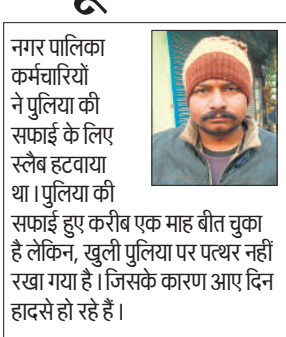 नगर पालिका
कर्मचारियों
ने पुलिया की
सफाई के लिए
स्लैब हटवाया
था। पुलिया की
सफाई हुए करीब एक माह बीत चुका
है लेकिन, खुली पुलिया पर पत्थर नहीं
रखा गया है। जिसके कारण आए दिन
हादसे हो रहे हैं।